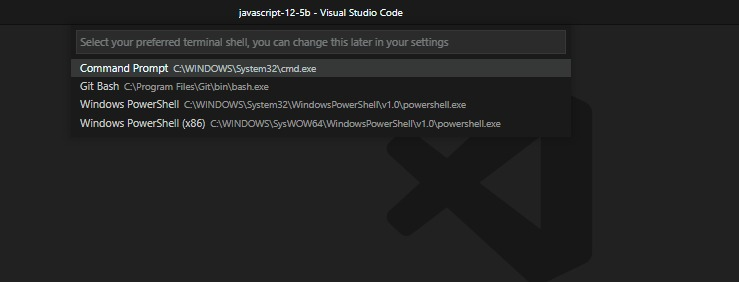 javascript-12-5b - Visual Studio Code
Select your preferred terminal shell, you can change this later in your settings
Command Prompt C:\WINDOWS\System32\cmd.exe
Git Bash C:\Program Files\Git\bin\bash.exe
Windows PowerShell C:\WINDOWS\System32\WindowsPowerShell\v1.0\powershell.exe
Windows PowerShell (x86) C:\WINDOWS\SysWOW64\WindowsPowerShell\v1.0\powershell.exe